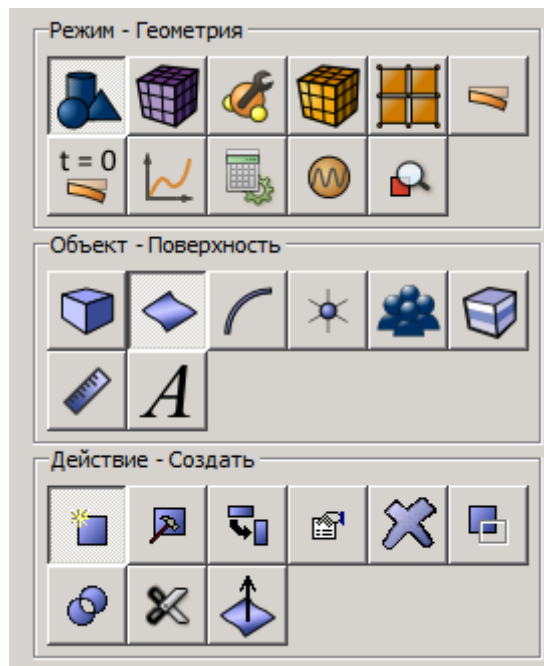 Режим - Геометрия
t = 0
Объект - Поверхность
A
Действие - Создать